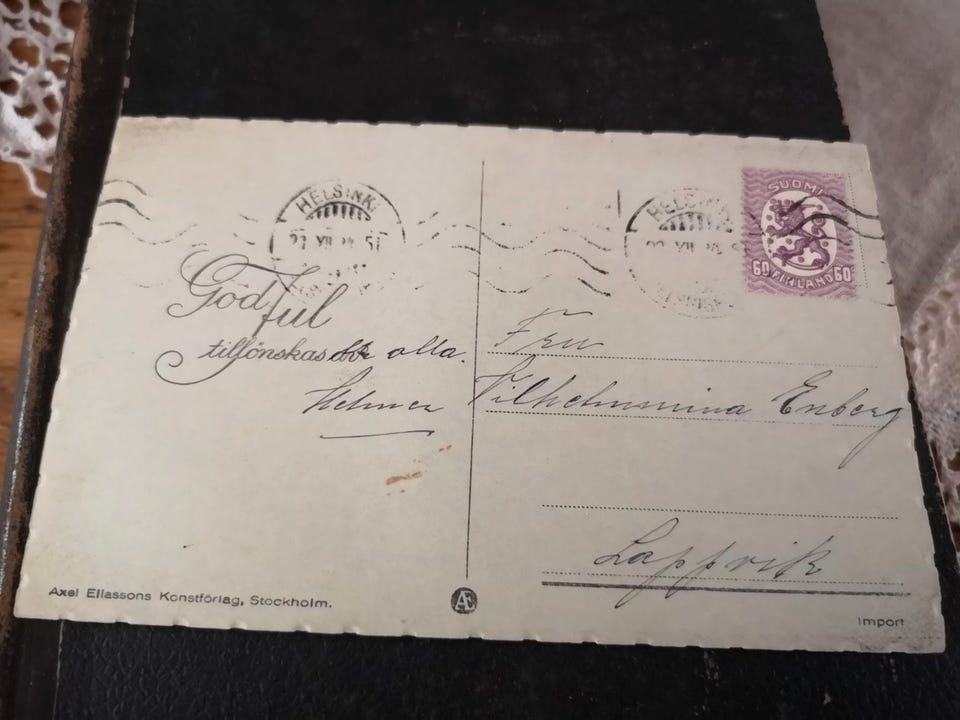 HELSINKI
HELSINKI
SUOMI
60 FINLAND 60
God Jul
tillönskas alla.
Helmer
Fru
Vilhelmina Enberg
Lappvik
Axel Eliassons Konstförlag, Stockholm.
Æ
Import